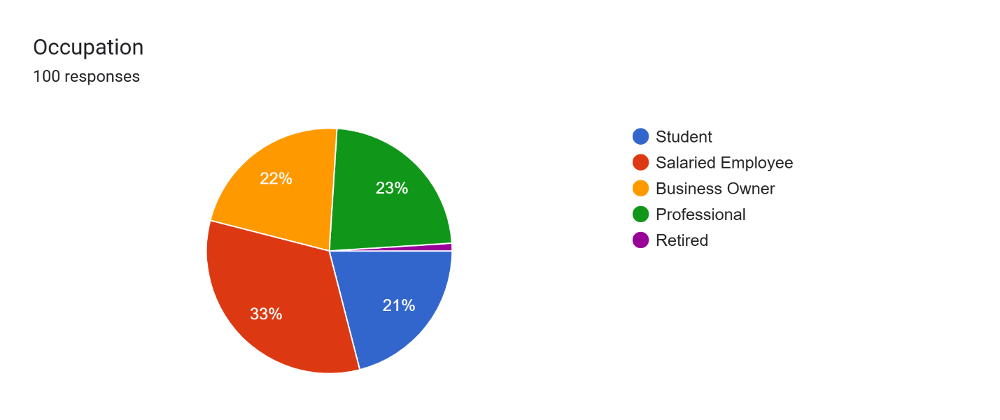 Occupation
100 responses
22%
23%
33%
21%
Student
Salaried Employee
Business Owner
Professional
Retired